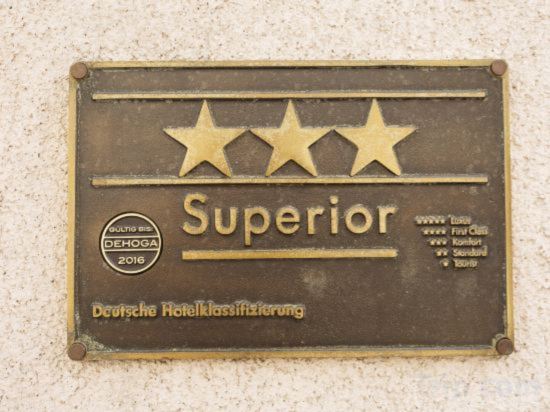 Superior
GÜLTIG BIS:
DEHOGA
2016
★★★★★ Luxus
★★★★ First Class
★★★ Komfort
★★ Standard
★ Tourist
Deutsche Hotelklassifizierung